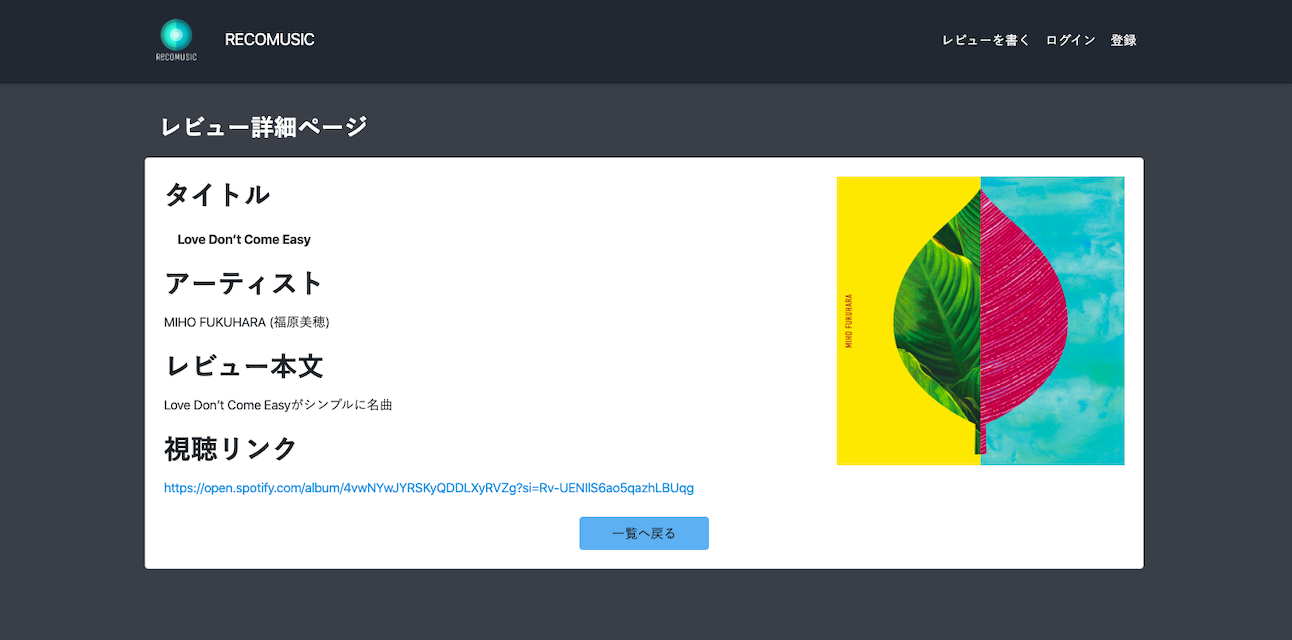 RECOMUSIC
RECOMUSIC
レビューを書く ログイン 登録
レビュー詳細ページ
タイトル
Love Don’t Come Easy
アーティスト
MIHO FUKUHARA (福原美穂)
レビュー本文
Love Don’t Come Easyがシンプルに名曲
視聴リンク
https://open.spotify.com/album/4vwNYwJYRSKyQDDLXyRVZg?si=Rv-UENIlS6ao5qazhLBUqg
MIHO FUKUHARA
一覧へ戻る